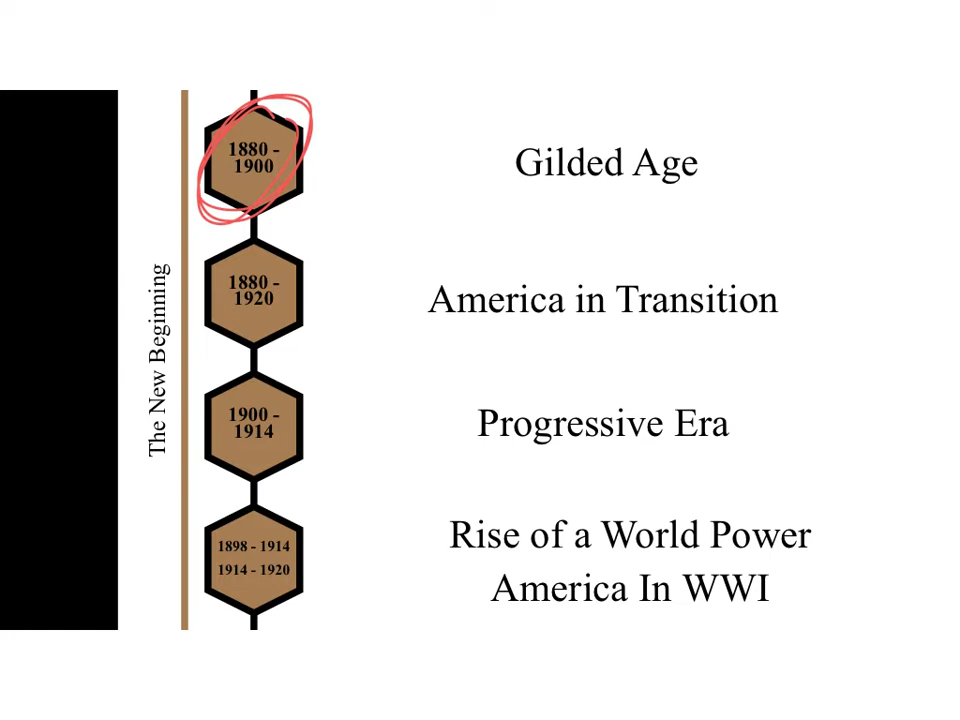 1880 -
1900
Gilded Age
1880 -
1920
America in Transition
The New Beginning
1900 -
1914
Progressive Era
1898 - 1914
1914 - 1920
Rise of a World Power
America In WWI